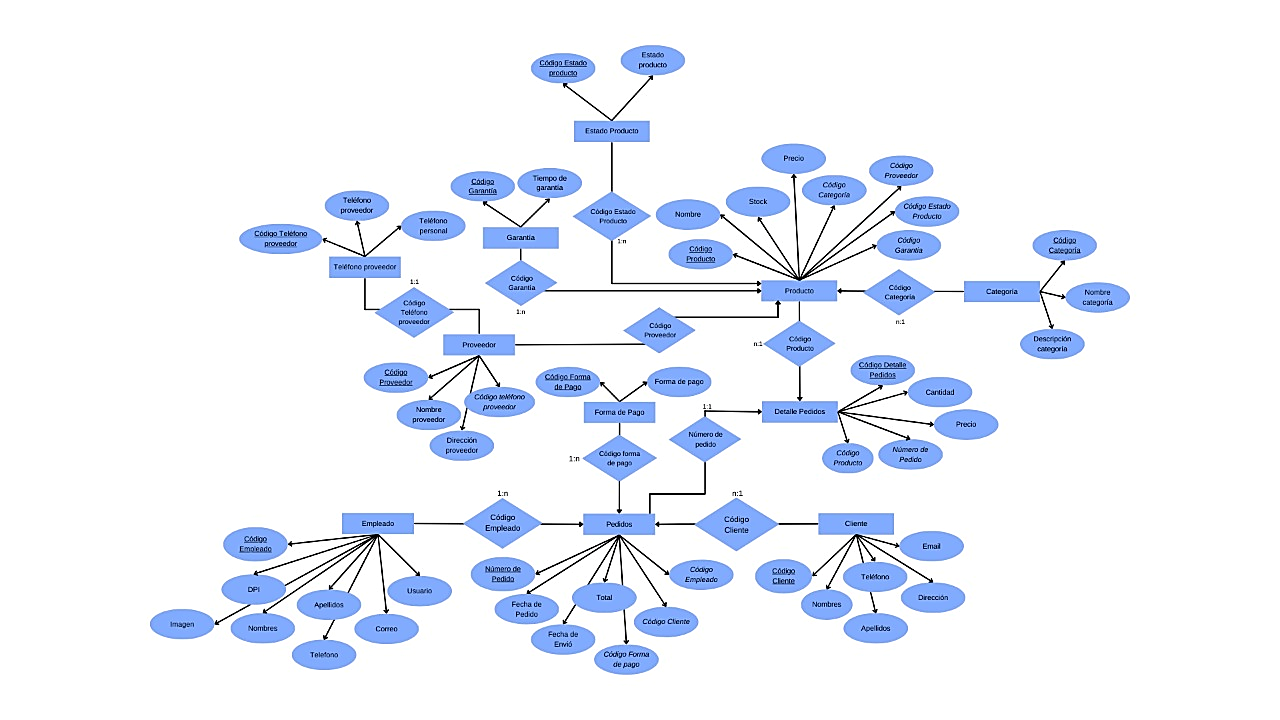 Código Estado
producto
Estado
producto
Estado Producto
Precio
Código
Proveedor
Código
Categoría
Código
Garantía
Tiempo de
garantía
Stock
Nombre
Código Estado
Producto
Código Estado
Producto
1:n
Teléfono
proveedor
Teléfono
personal
Código Teléfono
proveedor
Garantía
Código
Producto
Código
Garantía
Código
Categoría
Teléfono proveedor
1:1
Código
Garantía
1:n
Producto
Código
Categoría
n:1
Categoría
Nombre
categoría
Descripción
categoría
Código
Teléfono
proveedor
Código
Proveedor
Proveedor
n:1
Código
Producto
Código
Proveedor
Código teléfono
proveedor
Nombre
proveedor
Dirección
proveedor
Código Forma
de Pago
Forma de pago
Forma de Pago
1:1
Detalle Pedidos
Código Detalle
Pedidos
Cantidad
Precio
Número de
Pedido
Código
Producto
1:n
Código forma
de pago
Número de
pedido
1:n
n:1
Empleado
Código
Empleado
Pedidos
Código
Cliente
Cliente
Código
Empleado
DPI
Imagen
Nombres
Apellidos
Telefono
Correo
Usuario
Número de
Pedido
Fecha de
Pedido
Fecha de
Envió
Total
Código Forma
de pago
Código Cliente
Código
Empleado
Código
Cliente
Nombres
Teléfono
Apellidos
Dirección
Email